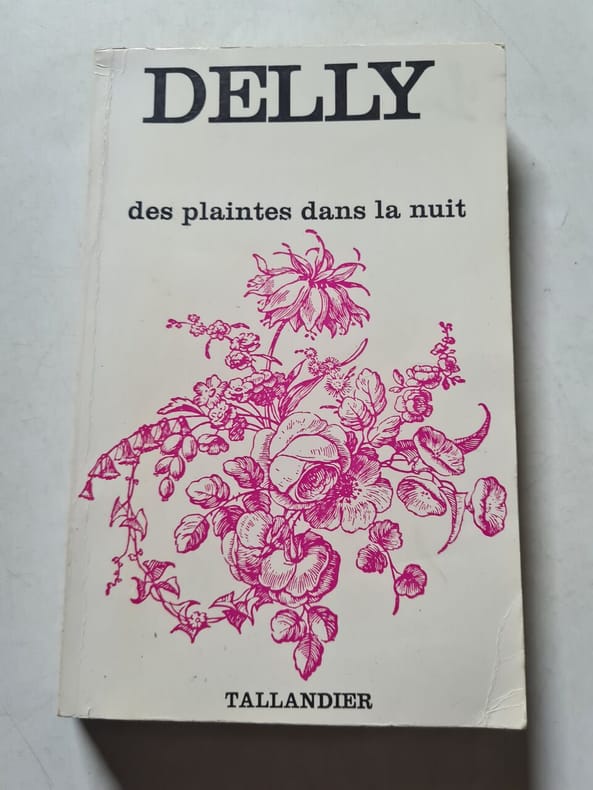 DELLY
des plaintes dans la nuit
TALLANDIER